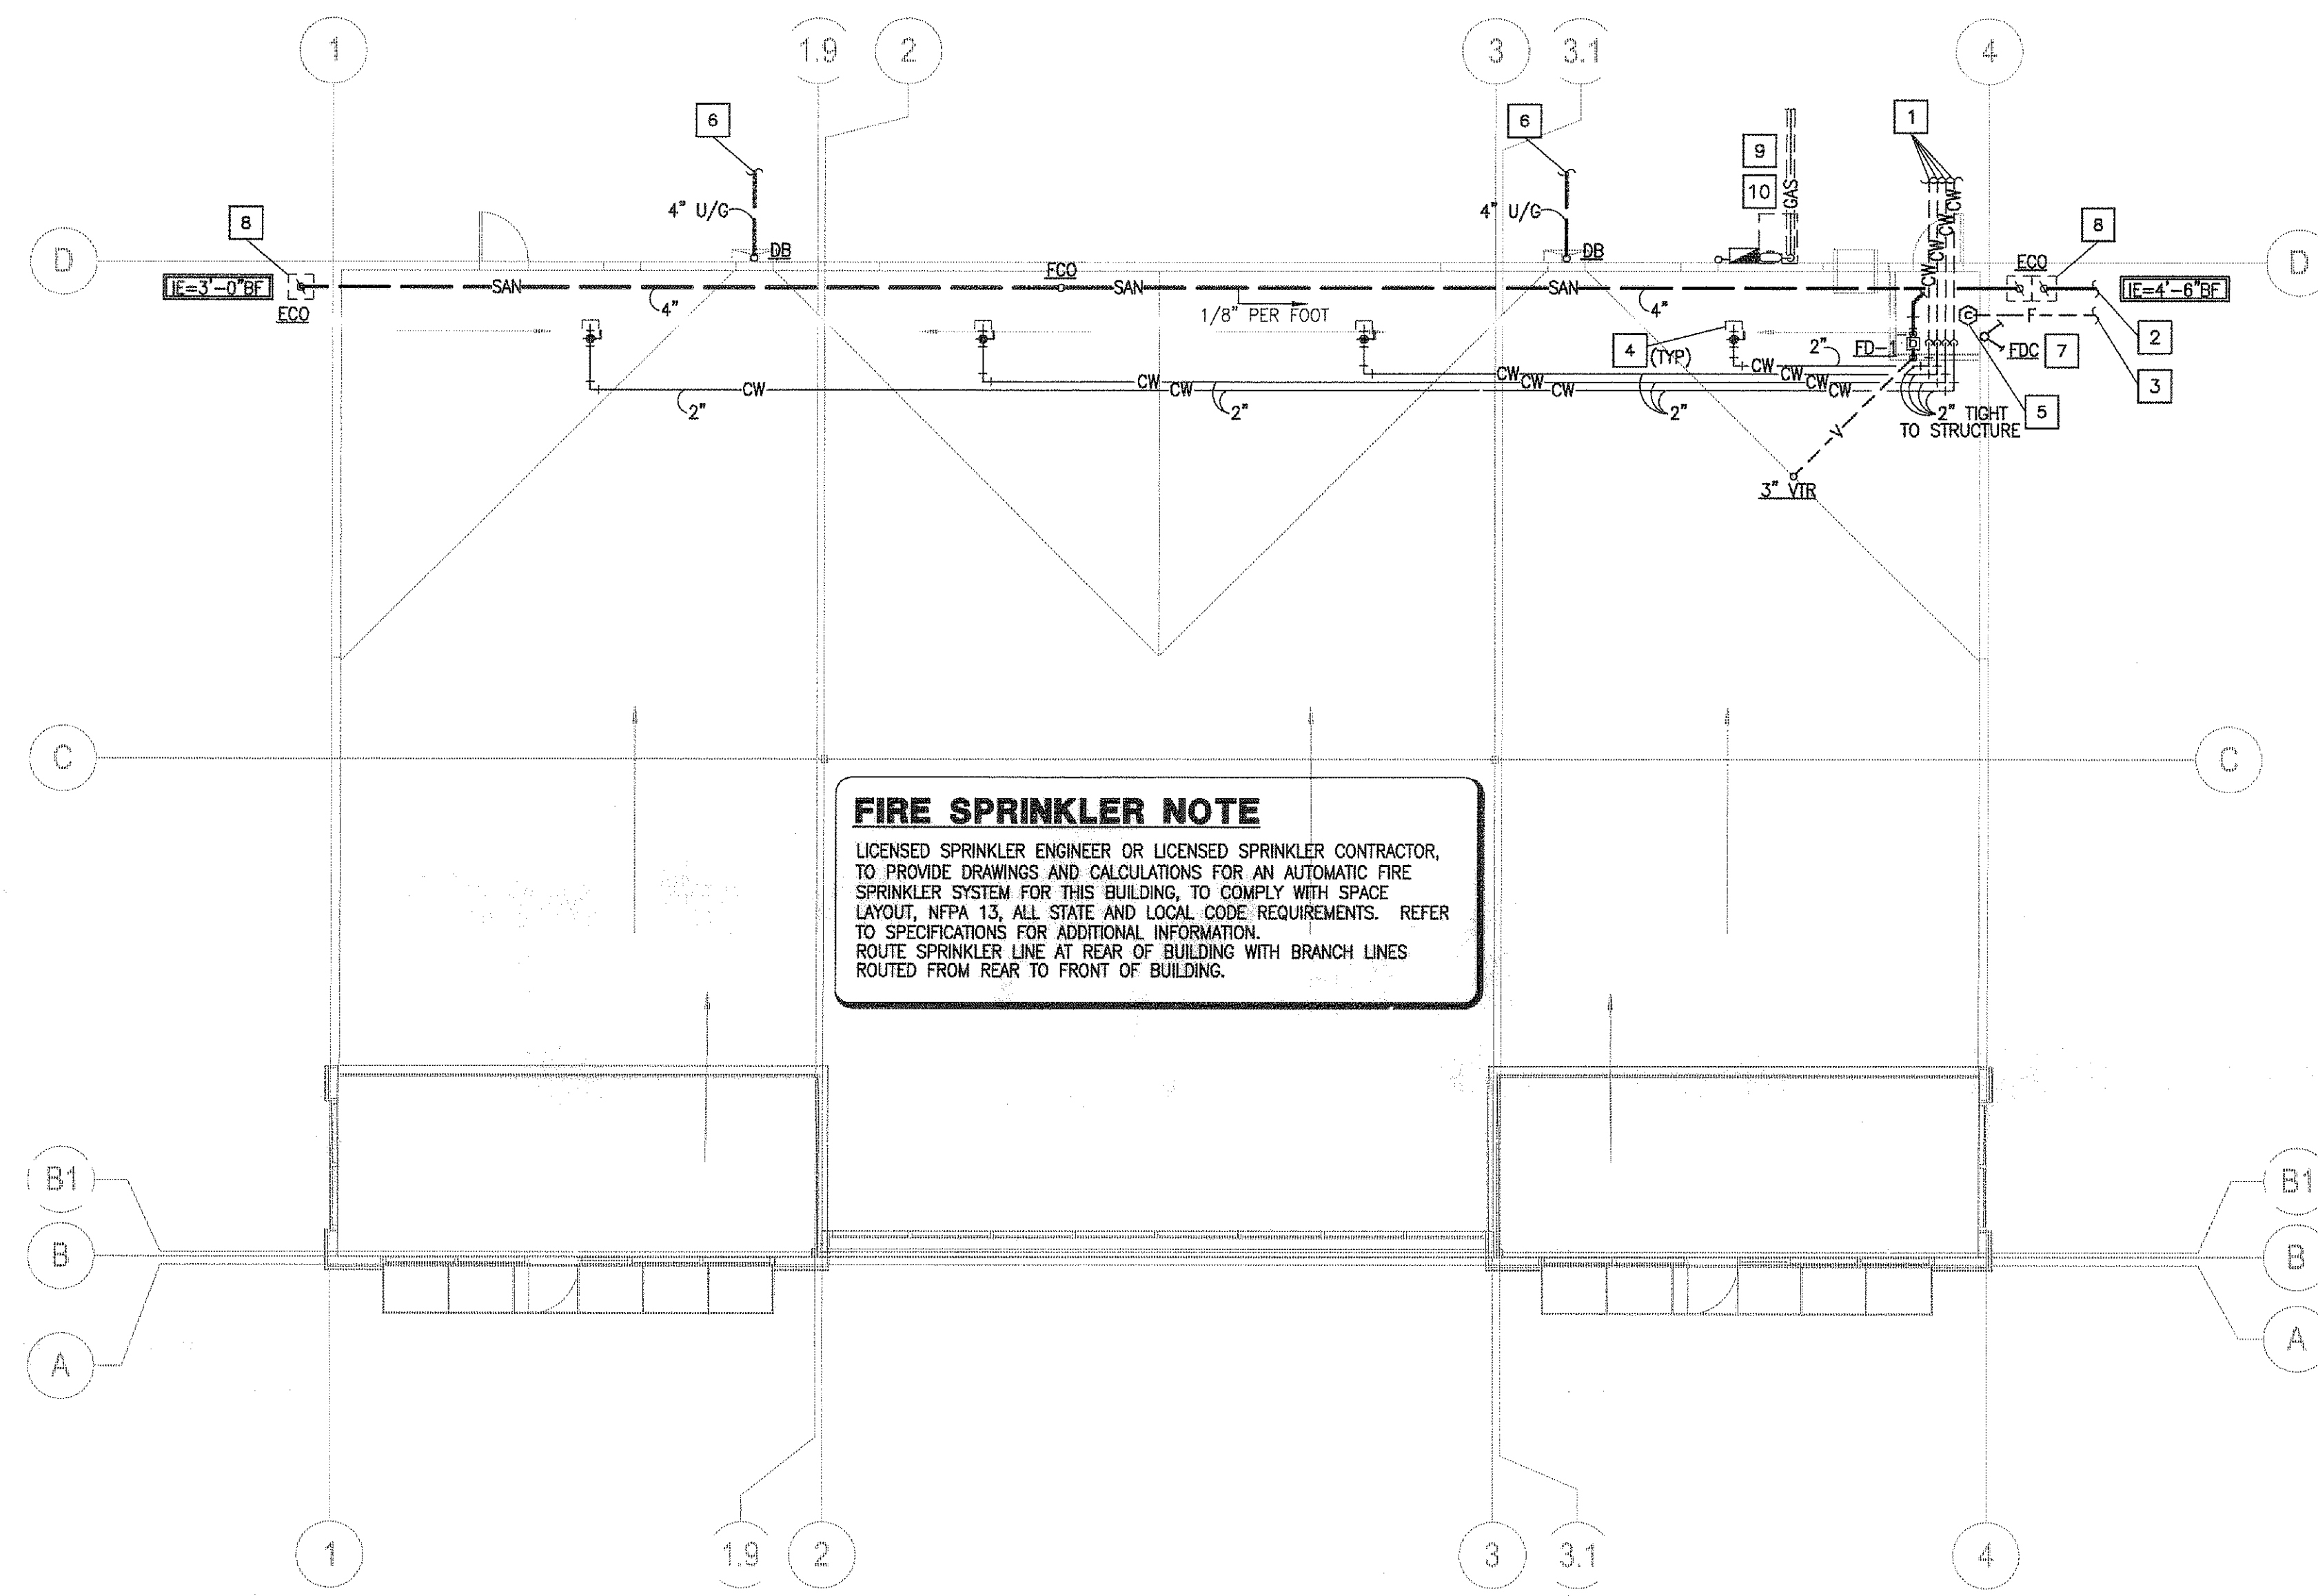 1
1.9
2
3
3.1
4
6
6
9
10
1
GAS
CW
CW
CW
CW
8
4" U/G
4" U/G
8
D
DB
DB
D
IE=3'-0"BF
ECO
SAN
4"
FCO
SAN
1/8" PER FOOT
SAN
4"
ECO
IE=4'-6"BF
F
2
FDC
7
3
4
(TYP)
FD-1
2"
CW
CW
CW
CW
CW
CW
CW
CW
CW
CW
2"
2"
2"
2" TIGHT
TO STRUCTURE
5
V
3" VTR
C
C
FIRE SPRINKLER NOTE
LICENSED SPRINKLER ENGINEER OR LICENSED SPRINKLER CONTRACTOR,
TO PROVIDE DRAWINGS AND CALCULATIONS FOR AN AUTOMATIC FIRE
SPRINKLER SYSTEM FOR THIS BUILDING, TO COMPLY WITH SPACE
LAYOUT, NFPA 13, ALL STATE AND LOCAL CODE REQUIREMENTS. REFER
TO SPECIFICATIONS FOR ADDITIONAL INFORMATION.
ROUTE SPRINKLER LINE AT REAR OF BUILDING WITH BRANCH LINES
ROUTED FROM REAR TO FRONT OF BUILDING.
B1
B1
B
B
A
A
1
1.9
2
3
3.1
4